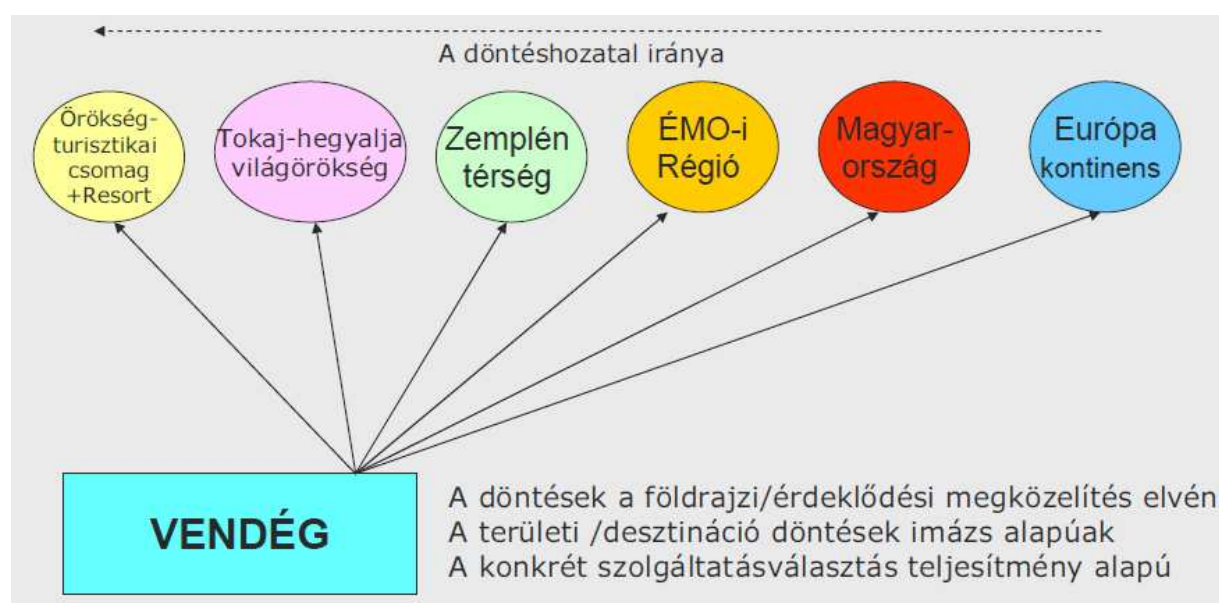 A döntéshozatal iránya
Örökség-
turisztikai
csomag
+Resort
Tokaj-hegyalja
világörökség
Zemplén
térség
ÉMO-i
Régió
Magyar-
ország
Európa
kontinens
VENDÉG
A döntések a földrajzi/érdeklődési megközelítés elvén
A területi /desztináció döntések imázs alapúak
A konkrét szolgáltatásválasztás teljesítmény alapú